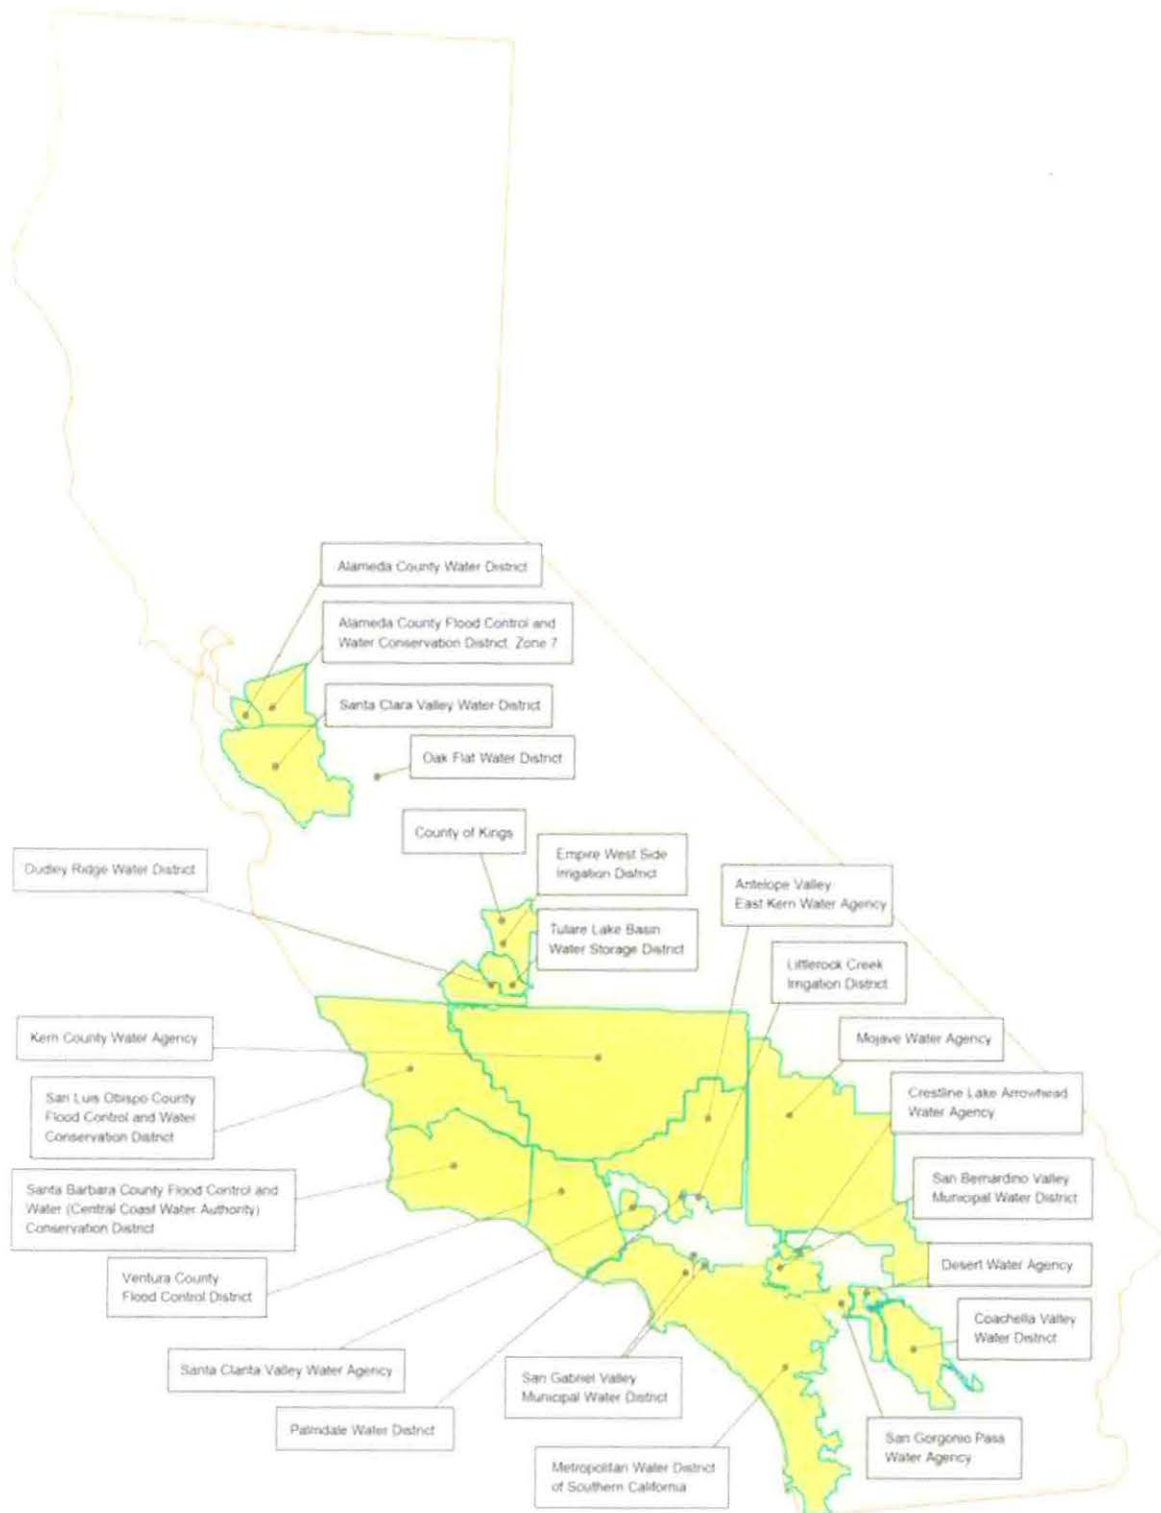 Alameda County Water District
Alameda County Flood Control and
Water Conservation District, Zone 7
Santa Clara Valley Water District
Oak Flat Water District
County of Kings
Empire West Side
Irrigation District
Dudley Ridge Water District
Antelope Valley
East Kern Water Agency
Tulare Lake Basin
Water Storage District
Littlerock Creek
Irrigation District
Kern County Water Agency
Mojave Water Agency
San Luis Obispo County
Flood Control and Water
Conservation District
Crestline Lake Arrowhead
Water Agency
Santa Barbara County Flood Control and
Water (Central Coast Water Authority)
Conservation District
San Bernardino Valley
Municipal Water District
Ventura County
Flood Control District
Desert Water Agency
Coachella Valley
Water District
Santa Clarita Valley Water Agency
San Gabriel Valley
Municipal Water District
Palmdale Water District
San Gorgonio Pass
Water Agency
Metropolitan Water District
of Southern California